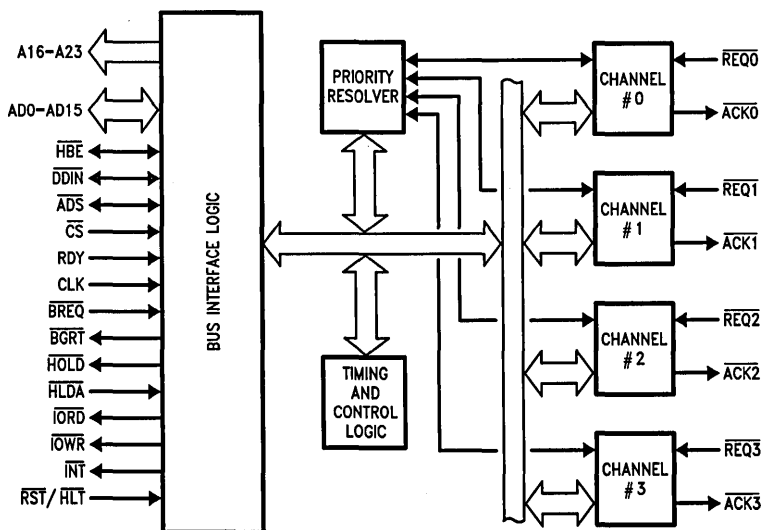 A16-A23
AD0-AD15
HBE
DDIN
ADS
CS
RDY
CLK
BREQ
BGRT
HOLD
HLDA
IORD
IOWR
INT
RST/HLT
BUS INTERFACE LOGIC
PRIORITY
RESOLVER
TIMING
AND
CONTROL
LOGIC
CHANNEL
#0
REQ0
ACK0
CHANNEL
#1
REQ1
ACK1
CHANNEL
#2
REQ2
ACK2
CHANNEL
#3
REQ3
ACK3